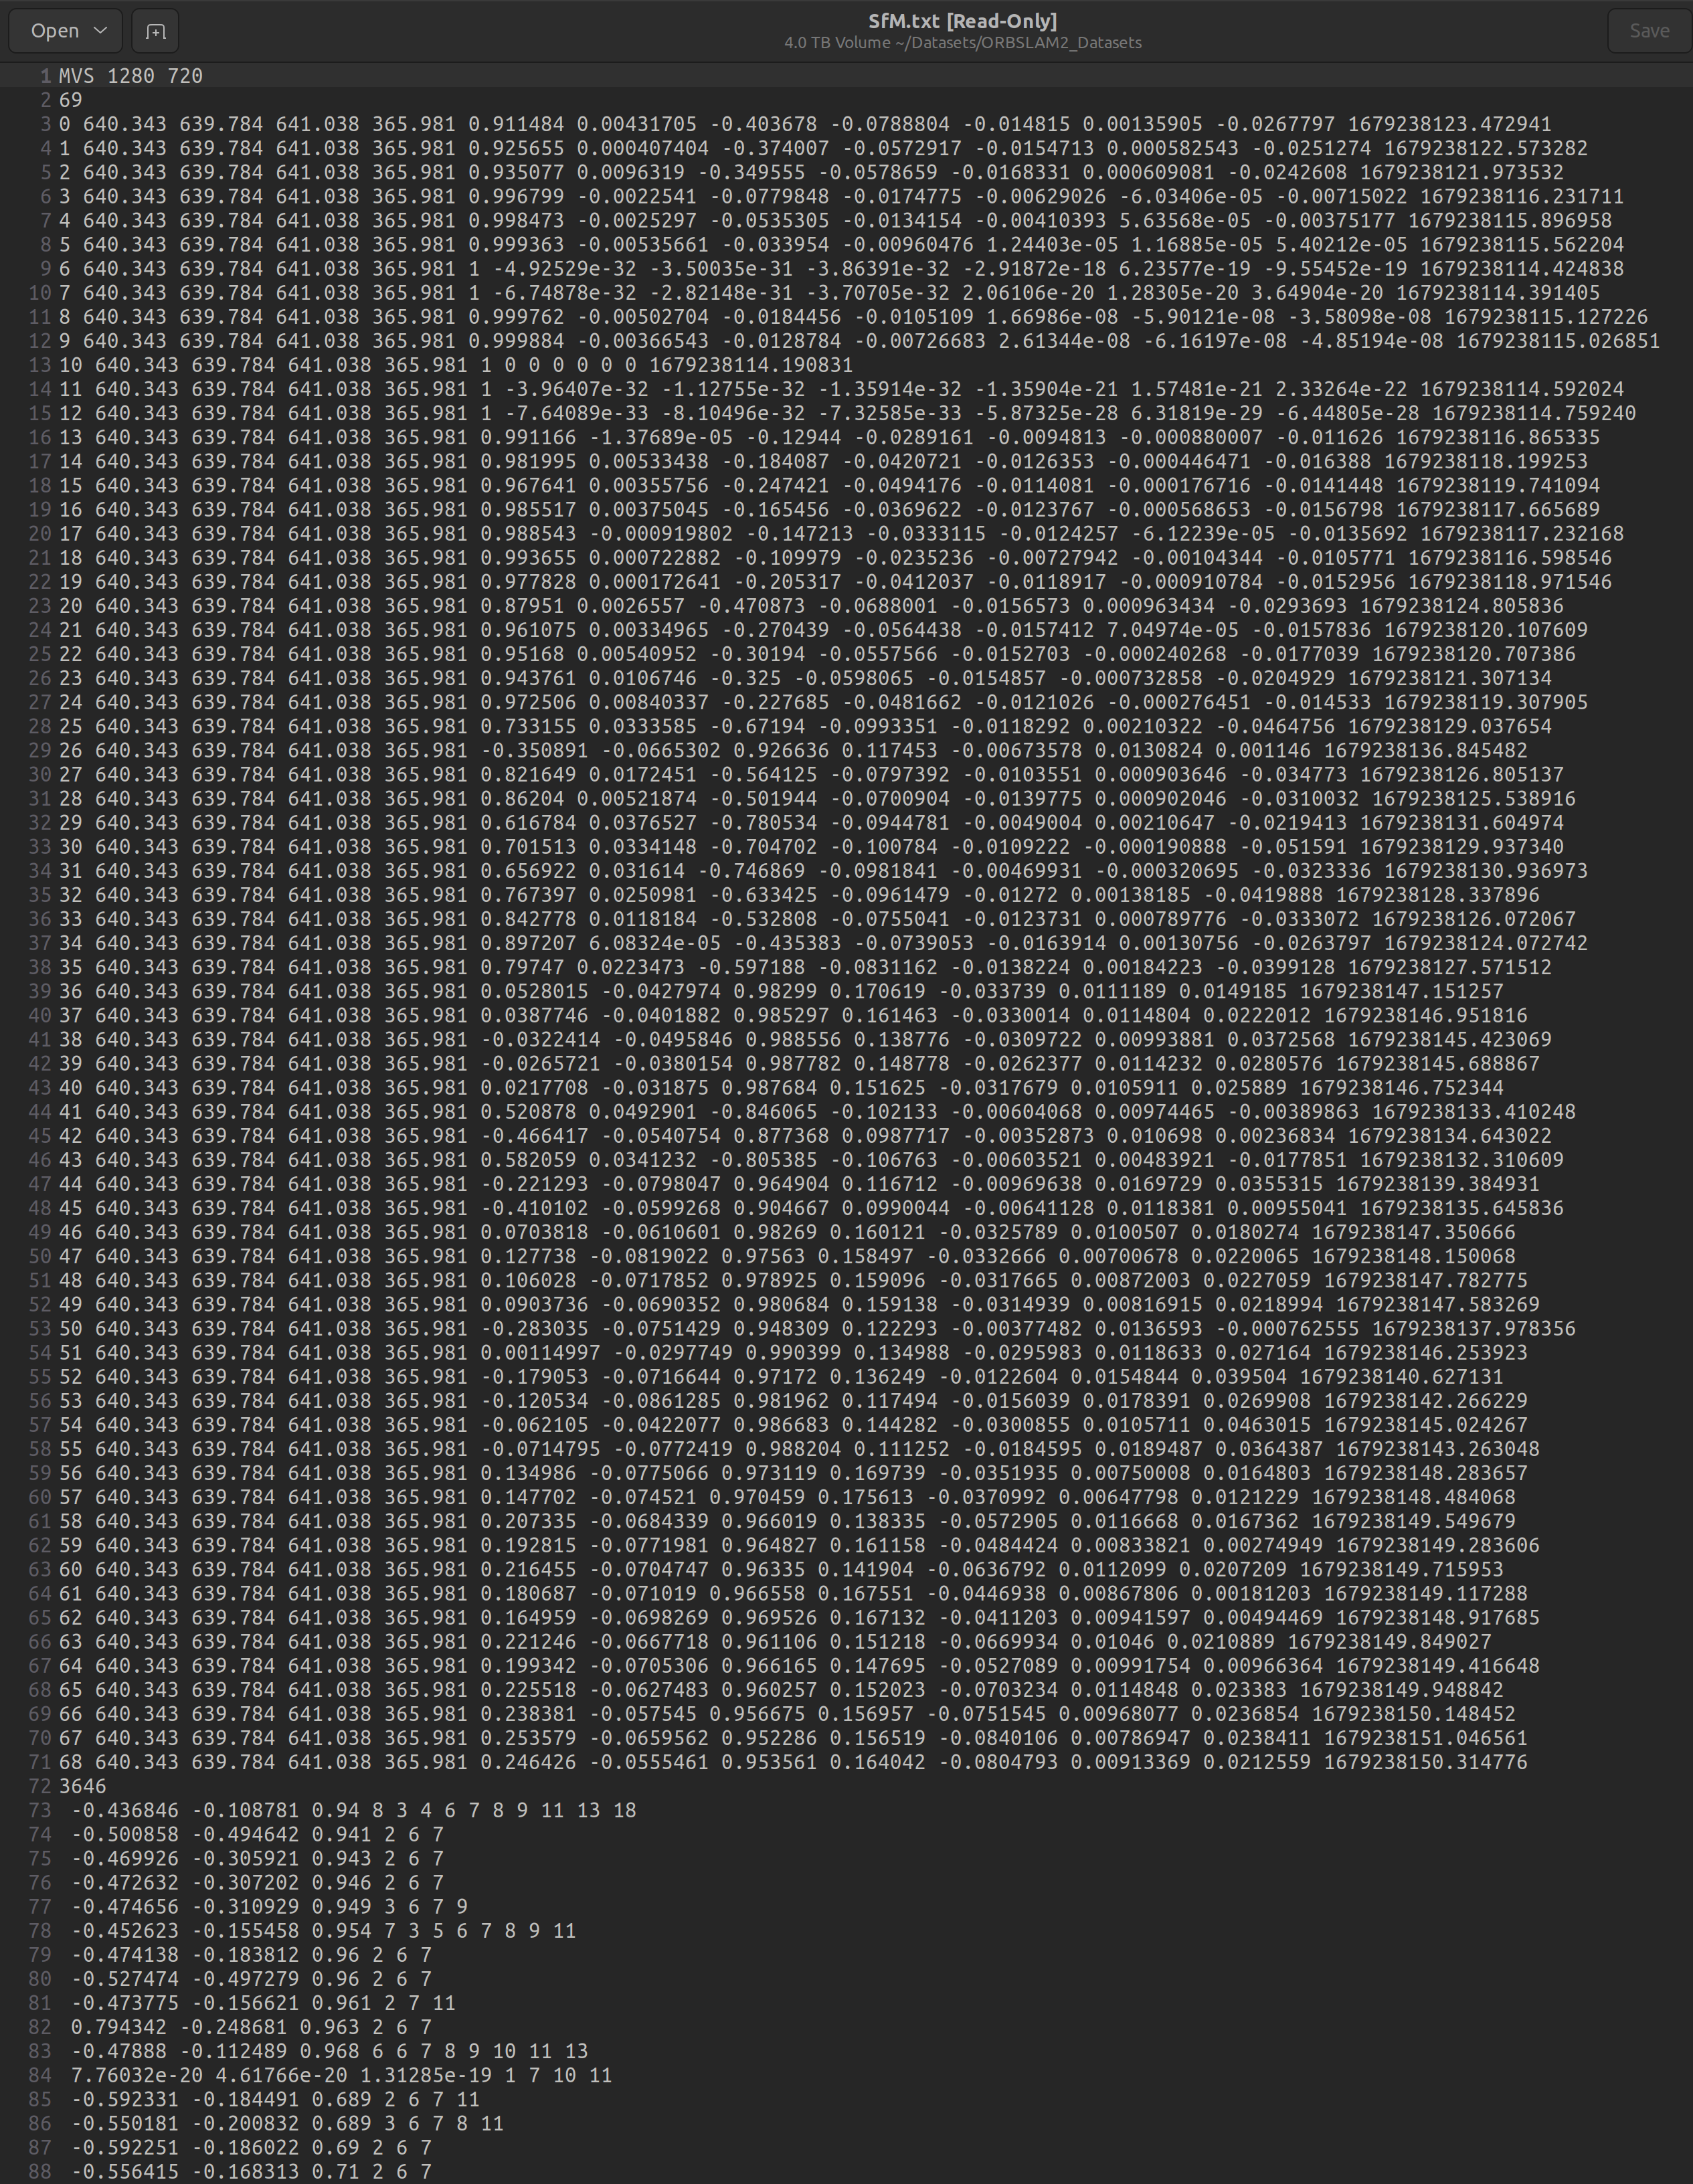 Open
SfM.txt [Read-Only]
4.0 TB Volume ~/Datasets/ORBSLAM2_Datasets
Save
1 MVS 1280 720
2 69
3 0 640.343 639.784 641.038 365.981 0.911484 0.00431705 -0.403678 -0.0788804 -0.014815 0.00135905 -0.0267797 1679238123.472941
4 1 640.343 639.784 641.038 365.981 0.925655 0.000407404 -0.374007 -0.0572917 -0.0154713 0.000582543 -0.0251274 1679238122.573282
5 2 640.343 639.784 641.038 365.981 0.935077 0.0096319 -0.349555 -0.0578659 -0.0168331 0.000609081 -0.0242608 1679238121.973532
6 3 640.343 639.784 641.038 365.981 0.996799 -0.0022541 -0.0779848 -0.0174775 -0.00629026 -6.03406e-05 -0.00715022 1679238116.231711
7 4 640.343 639.784 641.038 365.981 0.998473 -0.0025297 -0.0535305 -0.0134154 -0.00410393 5.63568e-05 -0.00375177 1679238115.896958
8 5 640.343 639.784 641.038 365.981 0.999363 -0.00535661 -0.033954 -0.00960476 1.24403e-05 1.16885e-05 5.40212e-05 1679238115.562204
9 6 640.343 639.784 641.038 365.981 1 -4.92529e-32 -3.50035e-31 -3.86391e-32 -2.91872e-18 6.23577e-19 -9.55452e-19 1679238114.424838
10 7 640.343 639.784 641.038 365.981 1 -6.74878e-32 -2.82148e-31 -3.70705e-32 2.06106e-20 1.28305e-20 3.64904e-20 1679238114.391405
11 8 640.343 639.784 641.038 365.981 0.999762 -0.00502704 -0.0184456 -0.0105109 1.66986e-08 -5.90121e-08 -3.58098e-08 1679238115.127226
12 9 640.343 639.784 641.038 365.981 0.999884 -0.00366543 -0.0128784 -0.00726683 2.61344e-08 -6.16197e-08 -4.85194e-08 1679238115.026851
13 10 640.343 639.784 641.038 365.981 1 0 0 0 0 0 0 1679238114.190831
14 11 640.343 639.784 641.038 365.981 1 -3.96407e-32 -1.12755e-32 -1.35914e-32 -1.35904e-21 1.57481e-21 2.33264e-22 1679238114.592024
15 12 640.343 639.784 641.038 365.981 1 -7.64089e-33 -8.10496e-32 -7.32585e-33 -5.87325e-28 6.31819e-29 -6.44805e-28 1679238114.759240
16 13 640.343 639.784 641.038 365.981 0.991166 -1.37689e-05 -0.12944 -0.0289161 -0.0094813 -0.000880007 -0.011626 1679238116.865335
17 14 640.343 639.784 641.038 365.981 0.981995 0.00533438 -0.184087 -0.0420721 -0.0126353 -0.000446471 -0.016388 1679238118.199253
18 15 640.343 639.784 641.038 365.981 0.967641 0.00355756 -0.247421 -0.0494176 -0.0114081 -0.000176716 -0.0141448 1679238119.741094
19 16 640.343 639.784 641.038 365.981 0.985517 0.00375045 -0.165456 -0.0369622 -0.0123767 -0.000568653 -0.0156798 1679238117.665689
20 17 640.343 639.784 641.038 365.981 0.988543 -0.000919802 -0.147213 -0.0333115 -0.0124257 -6.12239e-05 -0.0135692 1679238117.232168
21 18 640.343 639.784 641.038 365.981 0.993655 0.000722882 -0.109979 -0.0235236 -0.00727942 -0.00104344 -0.0105771 1679238116.598546
22 19 640.343 639.784 641.038 365.981 0.977828 0.000172641 -0.205317 -0.0412037 -0.0118917 -0.000910784 -0.0152956 1679238118.971546
23 20 640.343 639.784 641.038 365.981 0.87951 0.0026557 -0.470873 -0.0688001 -0.0156573 0.000963434 -0.0293693 1679238124.805836
24 21 640.343 639.784 641.038 365.981 0.961075 0.00334965 -0.270439 -0.0564438 -0.0157412 7.04974e-05 -0.0157836 1679238120.107609
25 22 640.343 639.784 641.038 365.981 0.95168 0.00540952 -0.30194 -0.0557566 -0.0152703 -0.000240268 -0.0177039 1679238120.707386
26 23 640.343 639.784 641.038 365.981 0.943761 0.0106746 -0.325 -0.0598065 -0.0154857 -0.000732858 -0.0204929 1679238121.307134
27 24 640.343 639.784 641.038 365.981 0.972506 0.00840337 -0.227685 -0.0481662 -0.0121026 -0.000276451 -0.014533 1679238119.307905
28 25 640.343 639.784 641.038 365.981 0.733155 0.0333585 -0.67194 -0.0993351 -0.0118292 0.00210322 -0.0464756 1679238129.037654
29 26 640.343 639.784 641.038 365.981 -0.350891 -0.0665302 0.926636 0.117453 -0.00673578 0.0130824 0.001146 1679238136.845482
30 27 640.343 639.784 641.038 365.981 0.821649 0.0172451 -0.564125 -0.0797392 -0.0103551 0.000903646 -0.034773 1679238126.805137
31 28 640.343 639.784 641.038 365.981 0.86204 0.00521874 -0.501944 -0.0700904 -0.0139775 0.000902046 -0.0310032 1679238125.538916
32 29 640.343 639.784 641.038 365.981 0.616784 0.0376527 -0.780534 -0.0944781 -0.0049004 0.00210647 -0.0219413 1679238131.604974
33 30 640.343 639.784 641.038 365.981 0.701513 0.0334148 -0.704702 -0.100784 -0.0109222 -0.000190888 -0.051591 1679238129.937340
34 31 640.343 639.784 641.038 365.981 0.656922 0.031614 -0.746869 -0.0981841 -0.00469931 -0.000320695 -0.0323336 1679238130.936973
35 32 640.343 639.784 641.038 365.981 0.767397 0.0250981 -0.633425 -0.0961479 -0.01272 0.00138185 -0.0419888 1679238128.337896
36 33 640.343 639.784 641.038 365.981 0.842778 0.0118184 -0.532808 -0.0755041 -0.0123731 0.000789776 -0.0333072 1679238126.072067
37 34 640.343 639.784 641.038 365.981 0.897207 6.08324e-05 -0.435383 -0.0739053 -0.0163914 0.00130756 -0.0263797 1679238124.072742
38 35 640.343 639.784 641.038 365.981 0.79747 0.0223473 -0.597188 -0.0831162 -0.0138224 0.00184223 -0.0399128 1679238127.571512
39 36 640.343 639.784 641.038 365.981 0.0528015 -0.0427974 0.98299 0.170619 -0.033739 0.0111189 0.0149185 1679238147.151257
40 37 640.343 639.784 641.038 365.981 0.0387746 -0.0401882 0.985297 0.161463 -0.0330014 0.0114804 0.0222012 1679238146.951816
41 38 640.343 639.784 641.038 365.981 -0.0322414 -0.0495846 0.988556 0.138776 -0.0309722 0.00993881 0.0372568 1679238145.423069
42 39 640.343 639.784 641.038 365.981 -0.0265721 -0.0380154 0.987782 0.148778 -0.0262377 0.0114232 0.0280576 1679238145.688867
43 40 640.343 639.784 641.038 365.981 0.0217708 -0.031875 0.987684 0.151625 -0.0317679 0.0105911 0.025889 1679238146.752344
44 41 640.343 639.784 641.038 365.981 0.520878 0.0492901 -0.846065 -0.102133 -0.00604068 0.00974465 -0.00389863 1679238133.410248
45 42 640.343 639.784 641.038 365.981 -0.466417 -0.0540754 0.877368 0.0987717 -0.00352873 0.010698 0.00236834 1679238134.643022
46 43 640.343 639.784 641.038 365.981 0.582059 0.0341232 -0.805385 -0.106763 -0.00603521 0.00483921 -0.0177851 1679238132.310609
47 44 640.343 639.784 641.038 365.981 -0.221293 -0.0798047 0.964904 0.116712 -0.00969638 0.0169729 0.0355315 1679238139.384931
48 45 640.343 639.784 641.038 365.981 -0.410102 -0.0599268 0.904667 0.0990044 -0.00641128 0.0118381 0.00955041 1679238135.645836
49 46 640.343 639.784 641.038 365.981 0.0703818 -0.0610601 0.98269 0.160121 -0.0325789 0.0100507 0.0180274 1679238147.350666
50 47 640.343 639.784 641.038 365.981 0.127738 -0.0819022 0.97563 0.158497 -0.0332666 0.00700678 0.0220065 1679238148.150068
51 48 640.343 639.784 641.038 365.981 0.106028 -0.0717852 0.978925 0.159096 -0.0317665 0.00872003 0.0227059 1679238147.782775
52 49 640.343 639.784 641.038 365.981 0.0903736 -0.0690352 0.980684 0.159138 -0.0314939 0.00816915 0.0218994 1679238147.583269
53 50 640.343 639.784 641.038 365.981 -0.283035 -0.0751429 0.948309 0.122293 -0.00377482 0.0136593 -0.000762555 1679238137.978356
54 51 640.343 639.784 641.038 365.981 0.00114997 -0.0297749 0.990399 0.134988 -0.0295983 0.0118633 0.027164 1679238146.253923
55 52 640.343 639.784 641.038 365.981 -0.179053 -0.0716644 0.97172 0.136249 -0.0122604 0.0154844 0.039504 1679238140.627131
56 53 640.343 639.784 641.038 365.981 -0.120534 -0.0861285 0.981962 0.117494 -0.0156039 0.0178391 0.0269908 1679238142.266229
57 54 640.343 639.784 641.038 365.981 -0.062105 -0.0422077 0.986683 0.144282 -0.0300855 0.0105711 0.0463015 1679238145.024267
58 55 640.343 639.784 641.038 365.981 -0.0714795 -0.0772419 0.988204 0.111252 -0.0184595 0.0189487 0.0364387 1679238143.263048
59 56 640.343 639.784 641.038 365.981 0.134986 -0.0775066 0.973119 0.169739 -0.0351935 0.00750008 0.0164803 1679238148.283657
60 57 640.343 639.784 641.038 365.981 0.147702 -0.074521 0.970459 0.175613 -0.0370992 0.00647798 0.0121229 1679238148.484068
61 58 640.343 639.784 641.038 365.981 0.207335 -0.0684339 0.966019 0.138335 -0.0572905 0.0116668 0.0167362 1679238149.549679
62 59 640.343 639.784 641.038 365.981 0.192815 -0.0771981 0.964827 0.161158 -0.0484424 0.00833821 0.00274949 1679238149.283606
63 60 640.343 639.784 641.038 365.981 0.216455 -0.0704747 0.96335 0.141904 -0.0636792 0.0112099 0.0207209 1679238149.715953
64 61 640.343 639.784 641.038 365.981 0.180687 -0.071019 0.966558 0.167551 -0.0446938 0.00867806 0.00181203 1679238149.117288
65 62 640.343 639.784 641.038 365.981 0.164959 -0.0698269 0.969526 0.167132 -0.0411203 0.00941597 0.00494469 1679238148.917685
66 63 640.343 639.784 641.038 365.981 0.221246 -0.0667718 0.961106 0.151218 -0.0669934 0.01046 0.0210889 1679238149.849027
67 64 640.343 639.784 641.038 365.981 0.199342 -0.0705306 0.966165 0.147695 -0.0527089 0.00991754 0.00966364 1679238149.416648
68 65 640.343 639.784 641.038 365.981 0.225518 -0.0627483 0.960257 0.152023 -0.0703234 0.0114848 0.023383 1679238149.948842
69 66 640.343 639.784 641.038 365.981 0.238381 -0.057545 0.956675 0.156957 -0.0751545 0.00968077 0.0236854 1679238150.148452
70 67 640.343 639.784 641.038 365.981 0.253579 -0.0659562 0.952286 0.156519 -0.0840106 0.00786947 0.0238411 1679238151.046561
71 68 640.343 639.784 641.038 365.981 0.246426 -0.0555461 0.953561 0.164042 -0.0804793 0.00913369 0.0212559 1679238150.314776
72 3646
73 -0.436846 -0.108781 0.94 8 3 4 6 7 8 9 11 13 18
74 -0.500858 -0.494642 0.941 2 6 7
75 -0.469926 -0.305921 0.943 2 6 7
76 -0.472632 -0.307202 0.946 2 6 7
77 -0.474656 -0.310929 0.949 3 6 7 9
78 -0.452623 -0.155458 0.954 7 3 5 6 7 8 9 11
79 -0.474138 -0.183812 0.96 2 6 7
80 -0.527474 -0.497279 0.96 2 6 7
81 -0.473775 -0.156621 0.961 2 7 11
82 0.794342 -0.248681 0.963 2 6 7
83 -0.47888 -0.112489 0.968 6 6 7 8 9 10 11 13
84 7.76032e-20 4.61766e-20 1.31285e-19 1 7 10 11
85 -0.592331 -0.184491 0.689 2 6 7 11
86 -0.550181 -0.200832 0.689 3 6 7 8 11
87 -0.592251 -0.186022 0.69 2 6 7
88 -0.556415 -0.168313 0.71 2 6 7